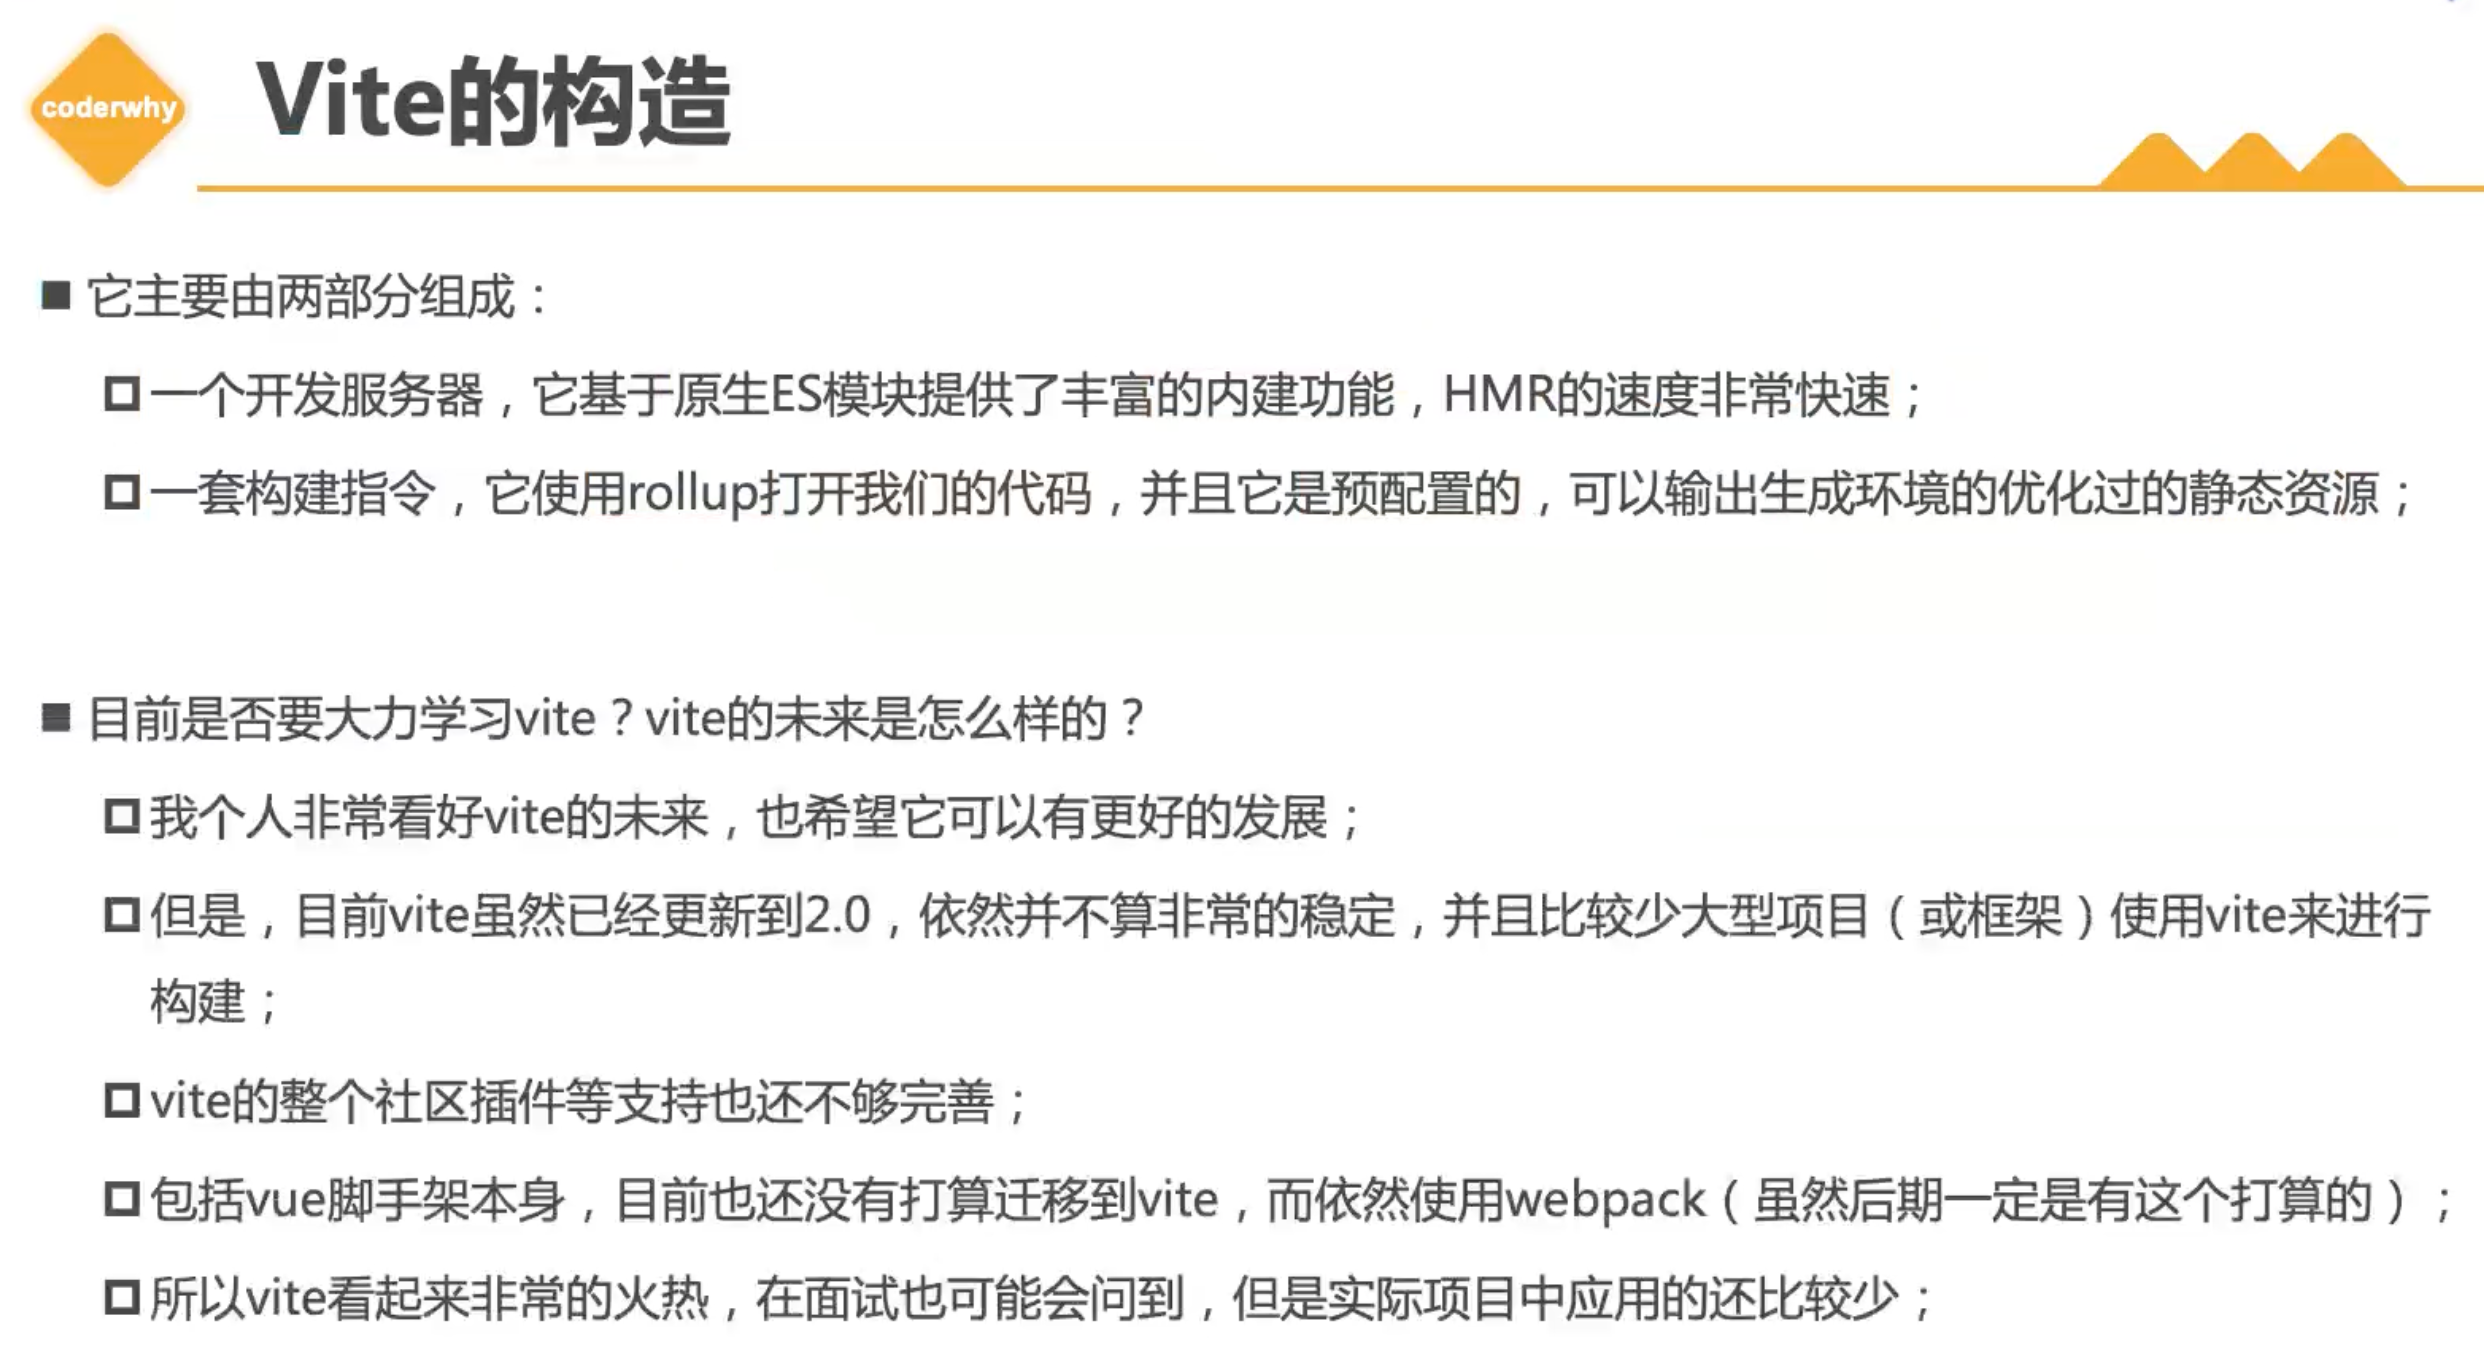 coderwhy
Vite的构造
它主要由两部分组成：
一个开发服务器，它基于原生ES模块提供了丰富的内建功能，HMR的速度非常快速；
一套构建指令，它使用rollup打开我们的代码，并且它是预配置的，可以输出生成环境的优化过的静态资源；
目前是否要大力学习vite？vite的未来是怎么样的？
我个人非常看好vite的未来，也希望它可以有更好的发展；
但是，目前vite虽然已经更新到2.0，依然并不算非常的稳定，并且比较少大型项目（或框架）使用vite来进行
构建；
vite的整个社区插件等支持也还不够完善；
包括vue脚手架本身，目前也还没有打算迁移到vite，而依然使用webpack（虽然后期一定是有这个打算的）；
所以vite看起来非常的火热，在面试也可能会问到，但是实际项目中应用的还比较少；